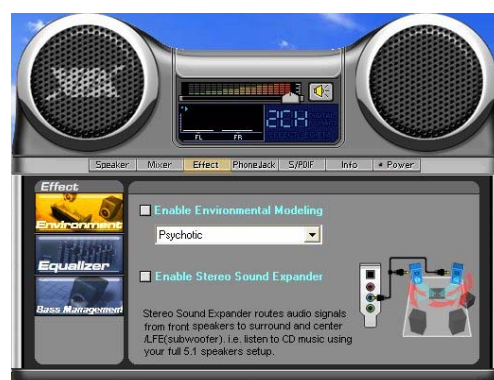 VIA
2CH
FL FR
Speaker Mixer Effect PhoneJack S/PDIF Info Power
Effect
Environment
Equalizer
Bass Management
Enable Environmental Modeling
Psychotic
Enable Stereo Sound Expander
Stereo Sound Expander routes audio signals
from front speakers to surround and center
/LFE(subwoofer). i.e. listen to CD music using
your full 5.1 speakers setup.